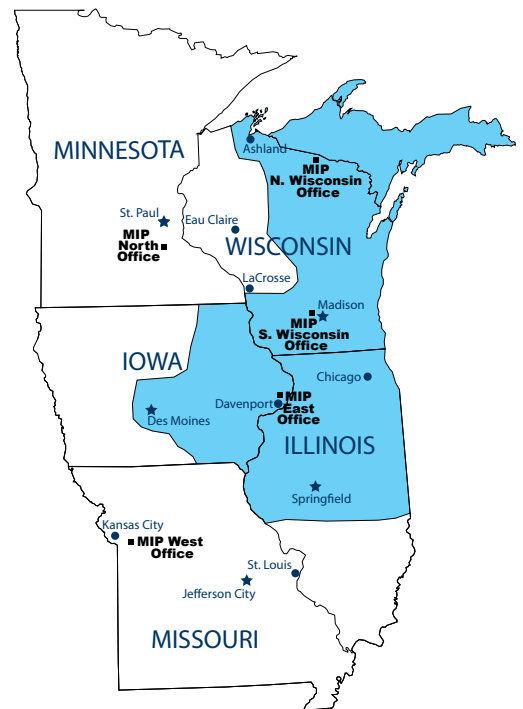 Ashland
MINNESOTA
MIP
N. Wisconsin
Office
St. Paul
Eau Claire
MIP
North
Office
WISCONSIN
LaCrosse
Madison
MIP
S. Wisconsin
Office
IOWA
Chicago
Davenport
MIP
East
Office
Des Moines
ILLINOIS
Springfield
Kansas City
MIP West
Office
St. Louis
Jefferson City
MISSOURI